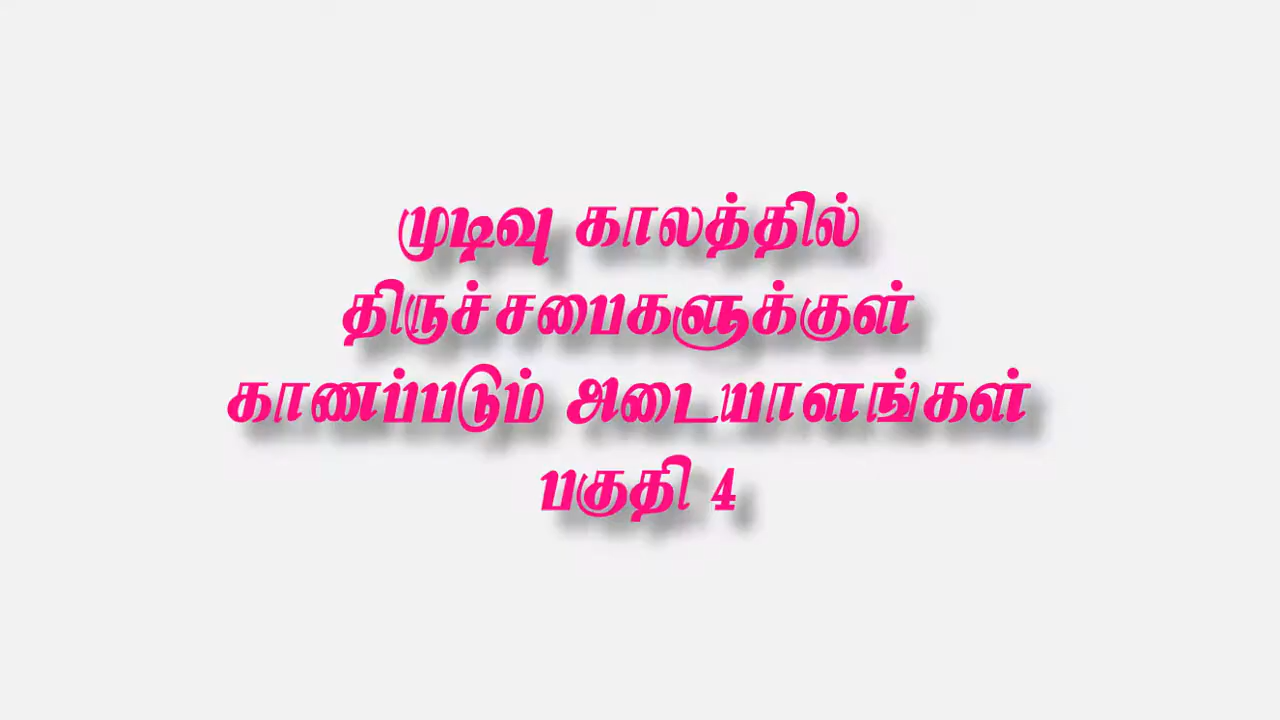 முடிவு காலத்தில்
திருச்சபைகளுக்குள்
காணப்படும் அடையாளங்கள்
பகுதி 4